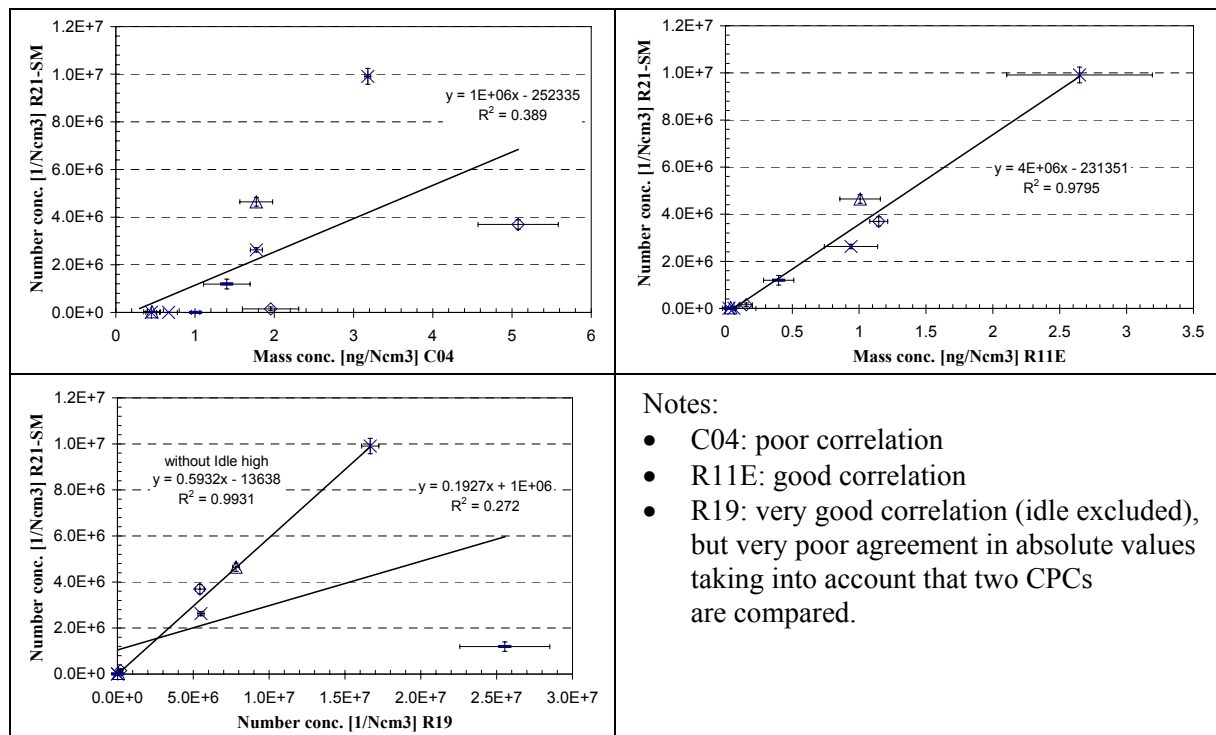 Number conc. [1/Ncm3] R21-SM
1.2E+7
1.0E+7
8.0E+6
6.0E+6
4.0E+6
2.0E+6
0.0E+0
y = 1E+06x - 252335
R² = 0.389
0 1 2 3 4 5 6
Mass conc. [ng/Ncm3] C04
Number conc. [1/Ncm3] R21-SM
1.2E+7
1.0E+7
8.0E+6
6.0E+6
4.0E+6
2.0E+6
0.0E+0
y = 4E+06x - 231351
R² = 0.9795
0 0.5 1 1.5 2 2.5 3 3.5
Mass conc. [ng/Ncm3] R11E
Number conc. [1/Ncm3] R21-SM
1.2E+7
1.0E+7
8.0E+6
6.0E+6
4.0E+6
2.0E+6
0.0E+0
without Idle high
y = 0.5932x - 13638
R² = 0.9931
y = 0.1927x + 1E+06
R² = 0.272
0.0E+0 5.0E+6 1.0E+7 1.5E+7 2.0E+7 2.5E+7 3.0E+7
Number conc. [1/Ncm3] R19
Notes:
• C04: poor correlation
• R11E: good correlation
• R19: very good correlation (idle excluded),
but very poor agreement in absolute values
taking into account that two CPCs
are compared.